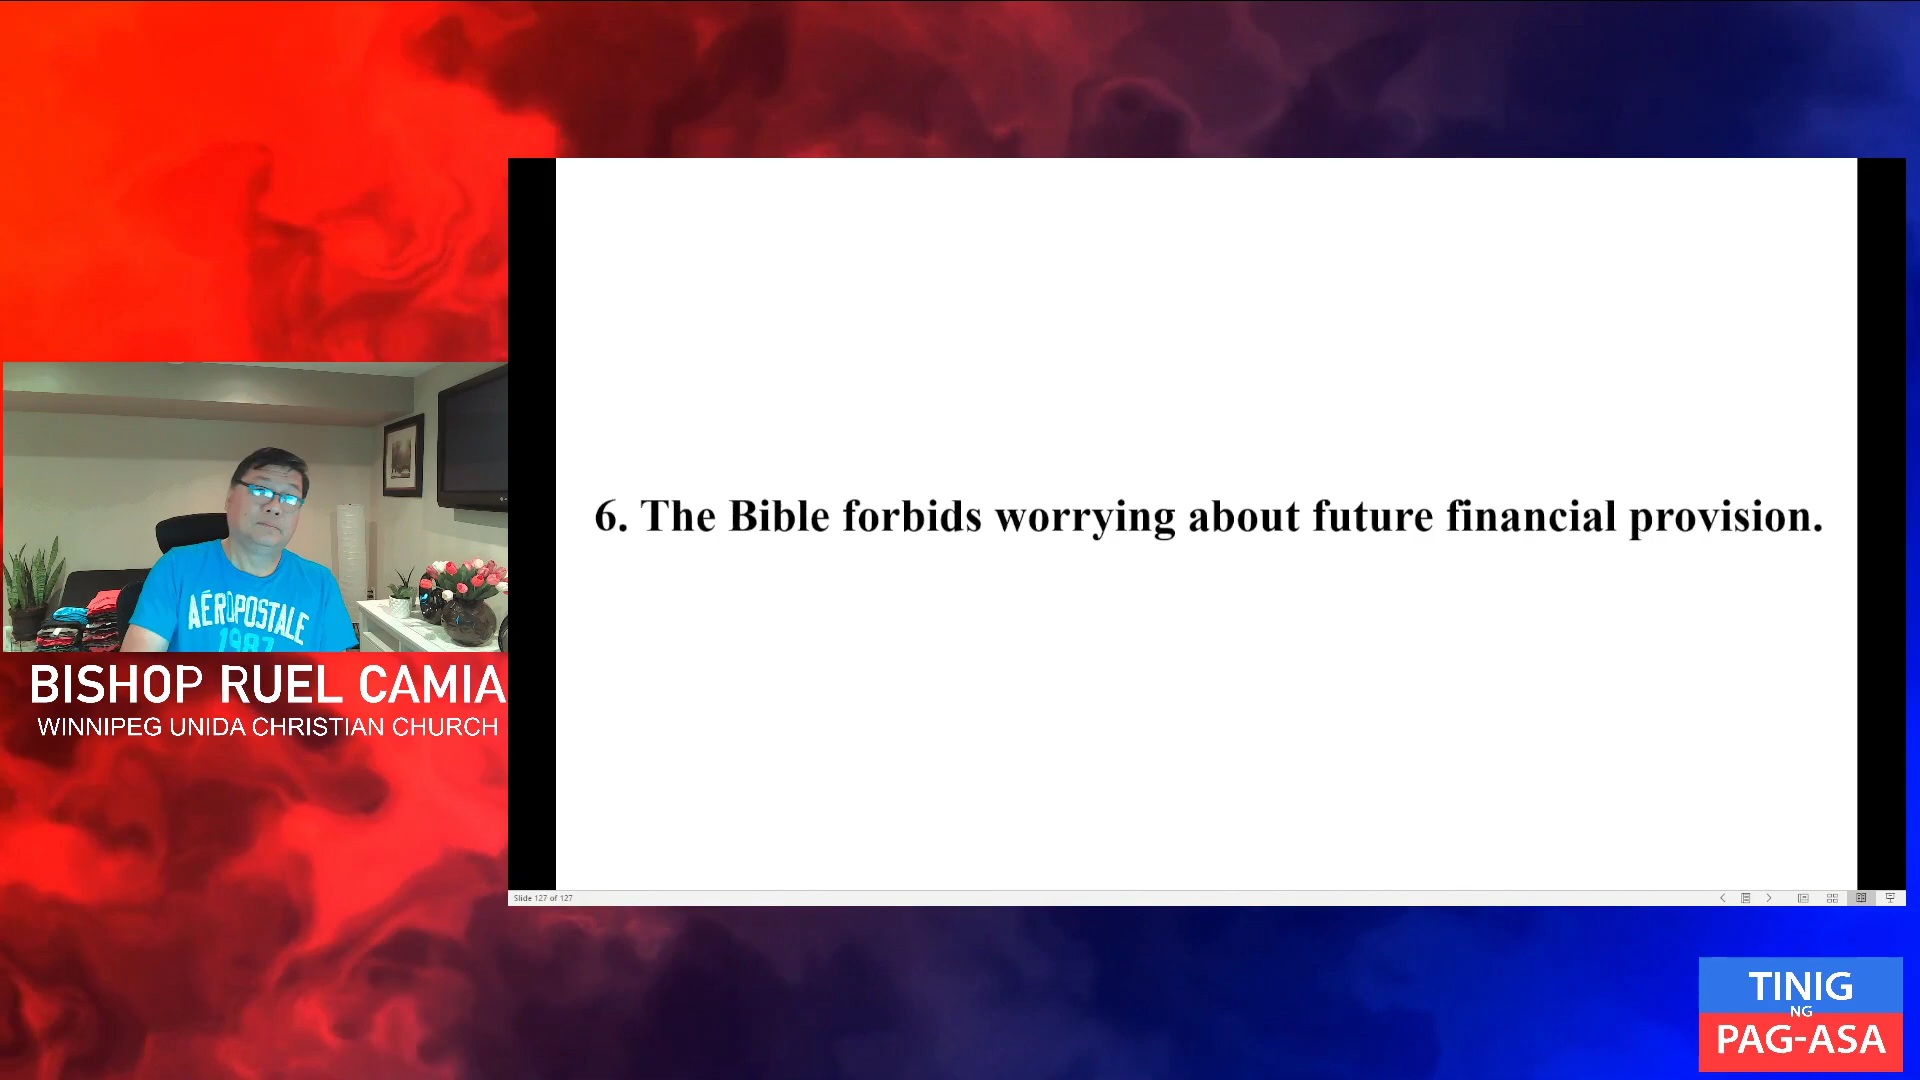 6. The Bible forbids worrying about future financial provision.
AÉROPOSTALE
1987
BISHOP RUEL CAMIA
WINNIPEG UNIDA CHRISTIAN CHURCH
Slide 127 of 127
TINIG
NG
PAG-ASA